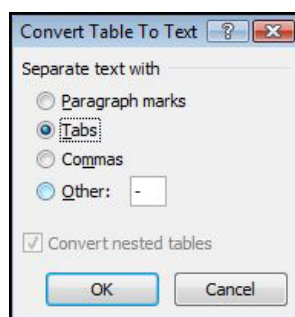 Convert Table To Text
Separate text with
Paragraph marks
Tabs
Commas
Other: -
Convert nested tables
OK Cancel